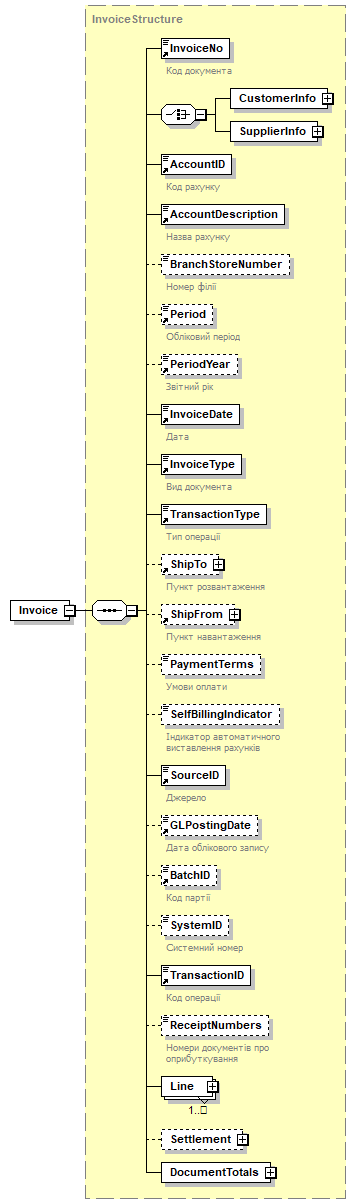 InvoiceStructure
InvoiceNo
Код документа
CustomerInfo
SupplierInfo
AccountID
Код рахунку
AccountDescription
Назва рахунку
BranchStoreNumber
Номер філії
Period
Обліковий період
PeriodYear
Звітний рік
InvoiceDate
Дата
InvoiceType
Вид документа
TransactionType
Тип операції
ShipTo
Пункт розвантаження
Invoice
ShipFrom
Пункт навантаження
PaymentTerms
Умови оплати
SelfBillingIndicator
Індикатор автоматичного
виставлення рахунків
SourceID
Джерело
GLPostingDate
Дата облікового запису
BatchID
Код партії
SystemID
Системний номер
TransactionID
Код операції
ReceiptNumbers
Номери документів про
оприбуткування
Line
1..
Settlement
DocumentTotals